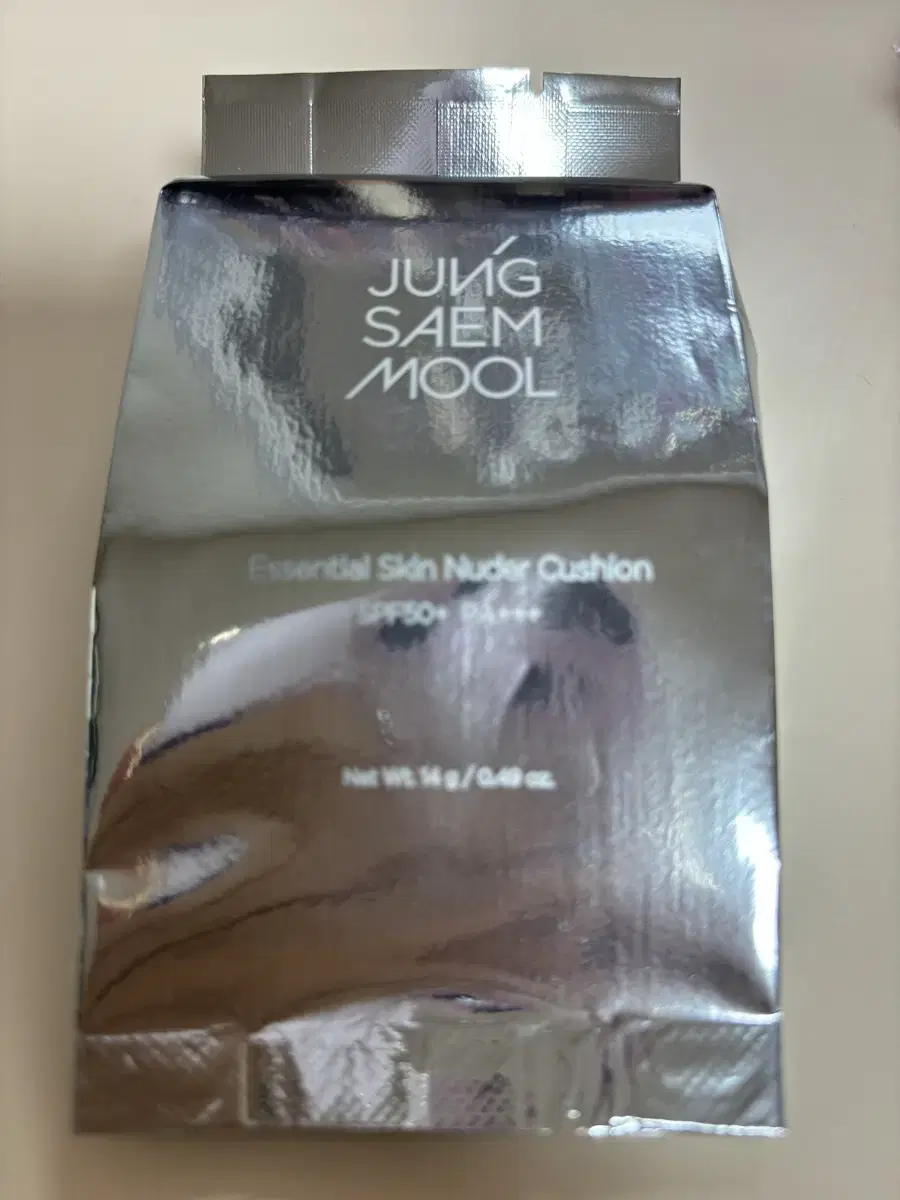 JUNG
SAEM
MOOL
Essential Skin Nuder Cushion
SPF50+ PA+++
Net Wt. 14 g / 0.49 oz.